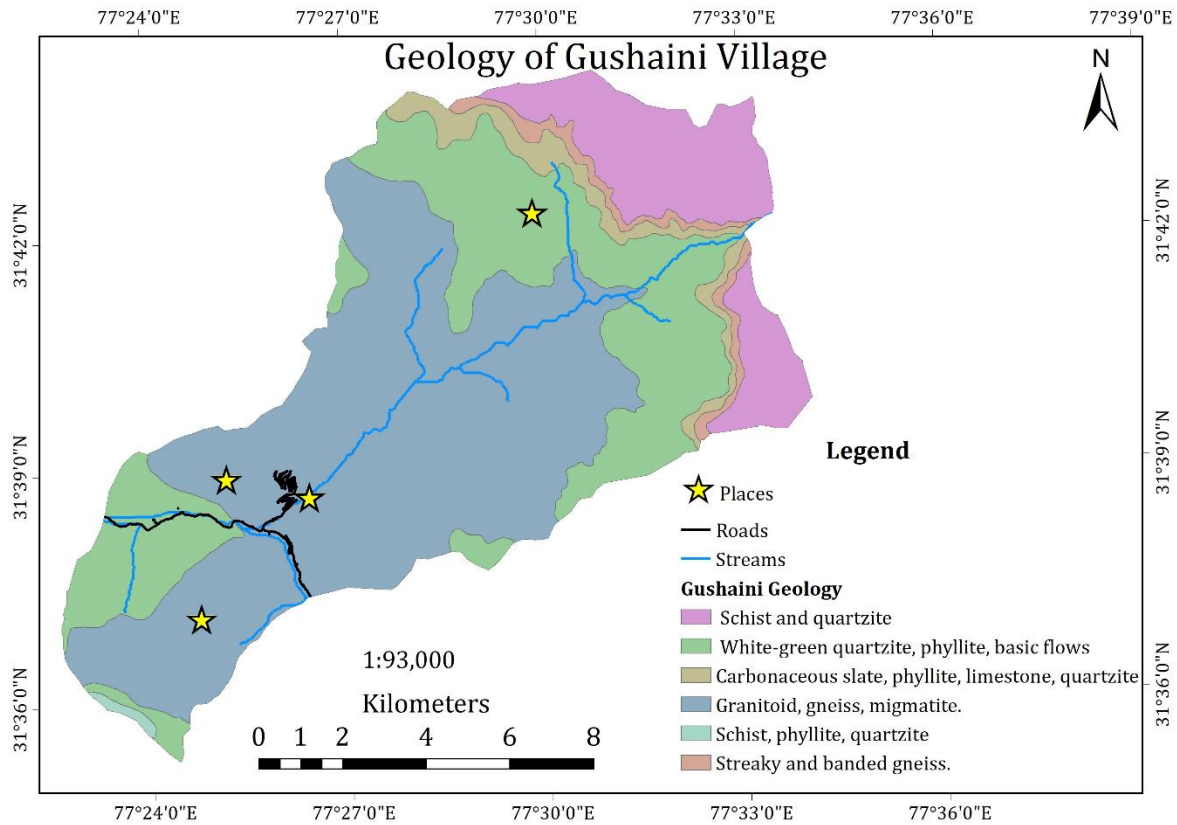 77°24'0"E 77°27'0"E 77°30'0"E 77°33'0"E 77°36'0"E 77°39'0"E
Geology of Gushaini Village
N
31°42'0"N 31°42'0"N
31°39'0"N 31°39'0"N
31°36'0"N 31°36'0"N
Legend
Places
Roads
Streams
Gushaini Geology
Schist and quartzite
White-green quartzite, phyllite, basic flows
Carbonaceous slate, phyllite, limestone, quartzite
Granitoid, gneiss, migmatite.
Schist, phyllite, quartzite
Streaky and banded gneiss.
1:93,000
Kilometers
0 1 2 4 6 8
77°24'0"E 77°27'0"E 77°30'0"E 77°33'0"E 77°36'0"E